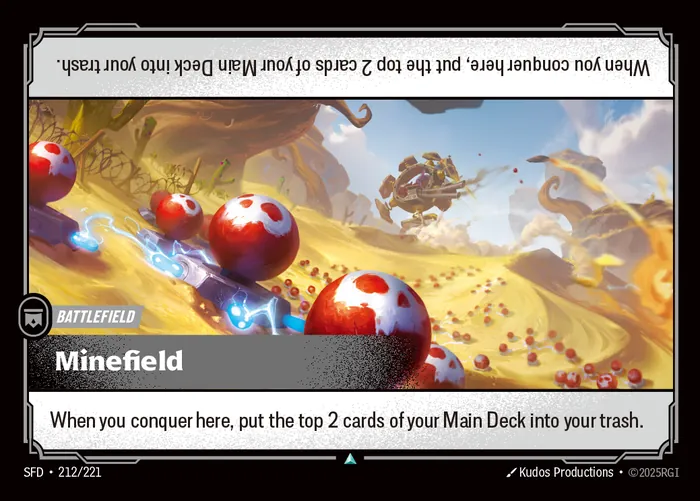 When you conquer here, put the top 2 cards of your Main Deck into your trash.
BATTLEFIELD
Minefield
When you conquer here, put the top 2 cards of your Main Deck into your trash.
SFD • 212/221
Kudos Productions • ©2025RGI